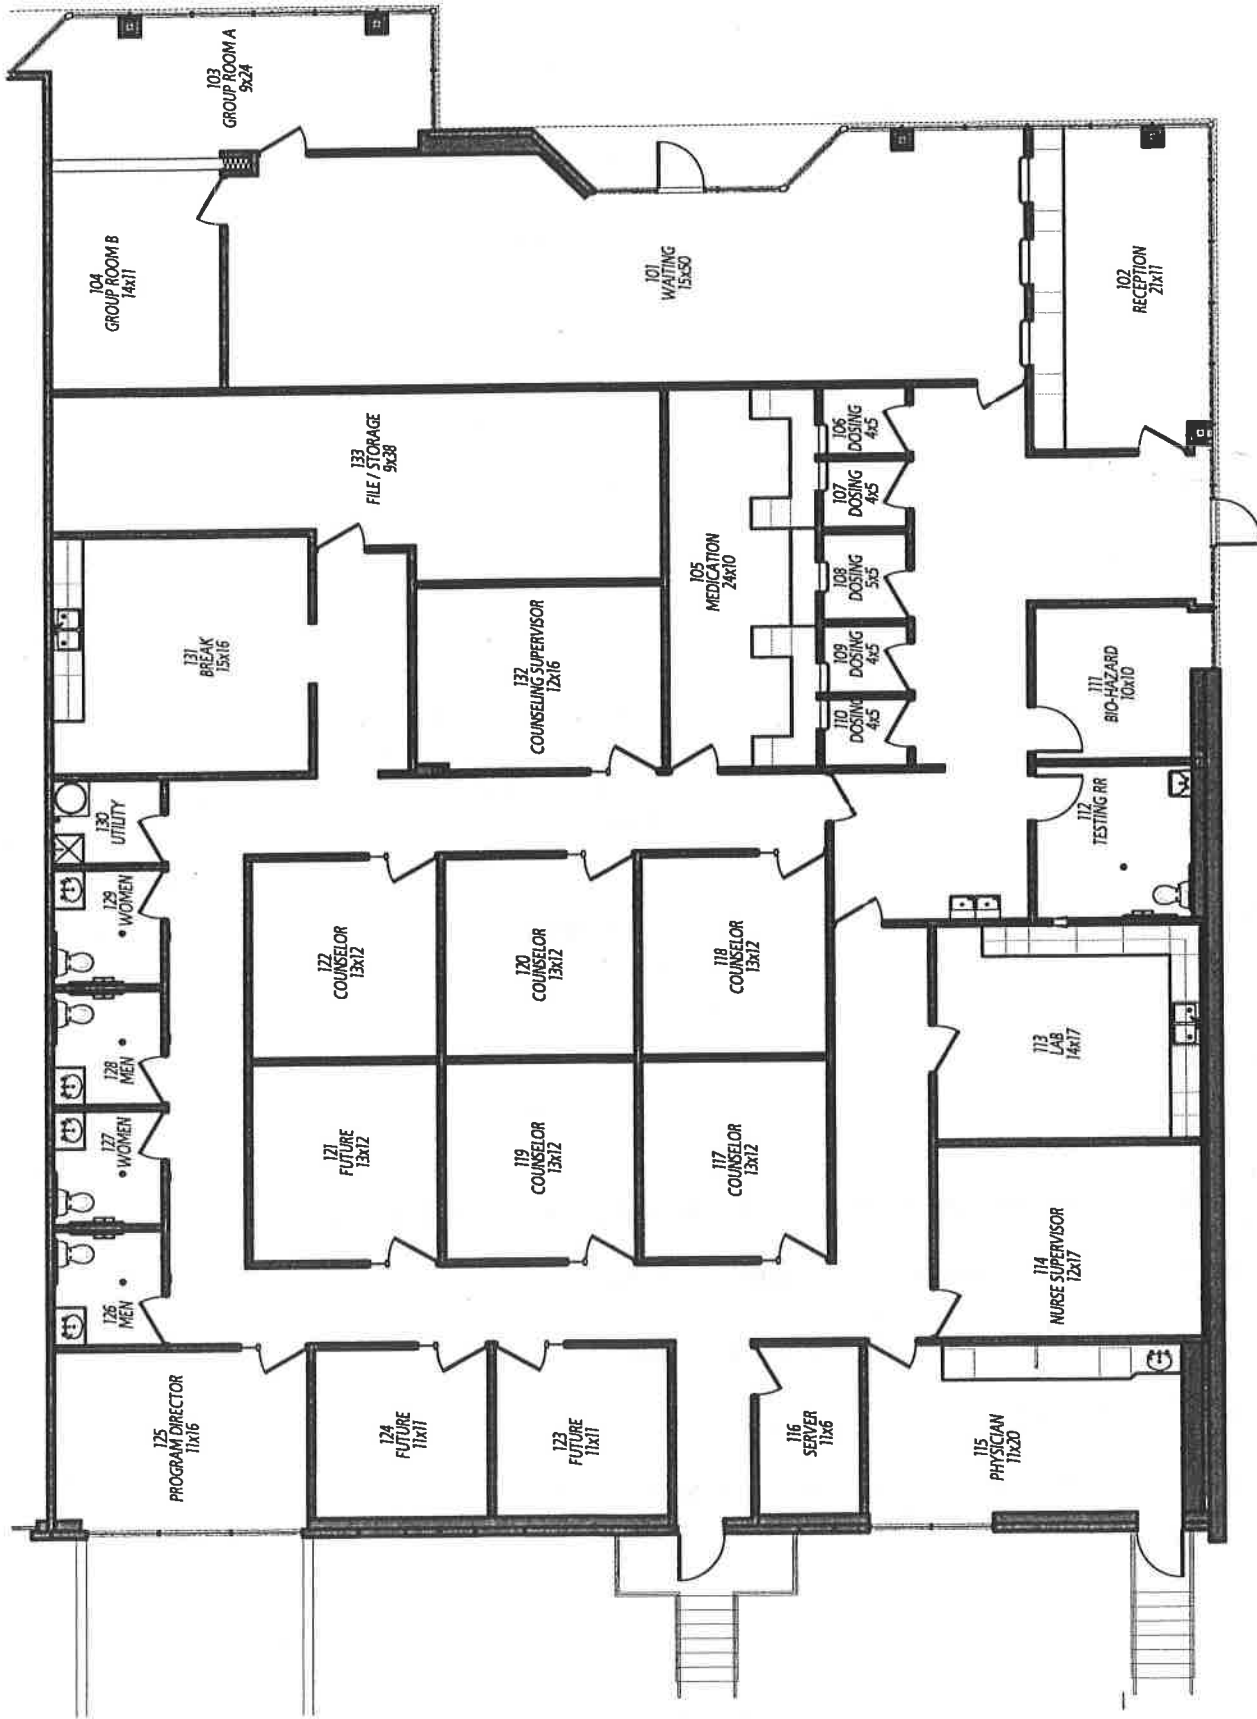 103
GROUP ROOM A
9x24
104
GROUP ROOM B
14x11
101
WAITING
15x50
102
RECEPTION
21x11
133
FILE / STORAGE
9x38
106
DOSING
4x5
107
DOSING
4x5
108
DOSING
5x5
109
DOSING
4x5
110
DOSING
4x5
105
MEDICATION
24x10
131
BREAK
15x16
132
COUNSELING SUPERVISOR
12x16
111
BIO-HAZARD
10x10
112
TESTING RR
130
UTILITY
129
WOMEN
128
MEN
127
WOMEN
126
MEN
122
COUNSELOR
13x12
120
COUNSELOR
13x12
118
COUNSELOR
13x12
121
FUTURE
13x12
119
COUNSELOR
13x12
117
COUNSELOR
13x12
113
LAB
14x17
114
NURSE SUPERVISOR
12x17
125
PROGRAM DIRECTOR
11x16
124
FUTURE
11x11
123
FUTURE
11x11
116
SERVER
11x6
115
PHYSICIAN
11x20